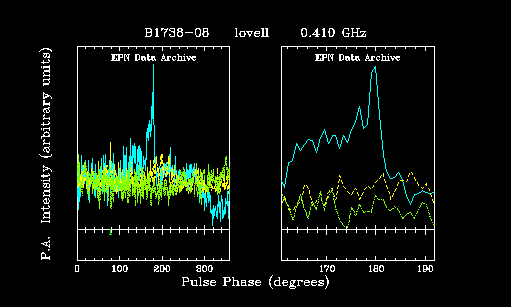 B1738-08 lovell 0.410 GHz
EPN Data Archive EPN Data Archive
P.A. Intensity (arbitrary units)
0 100 200 300 170 180 190
Pulse Phase (degrees)